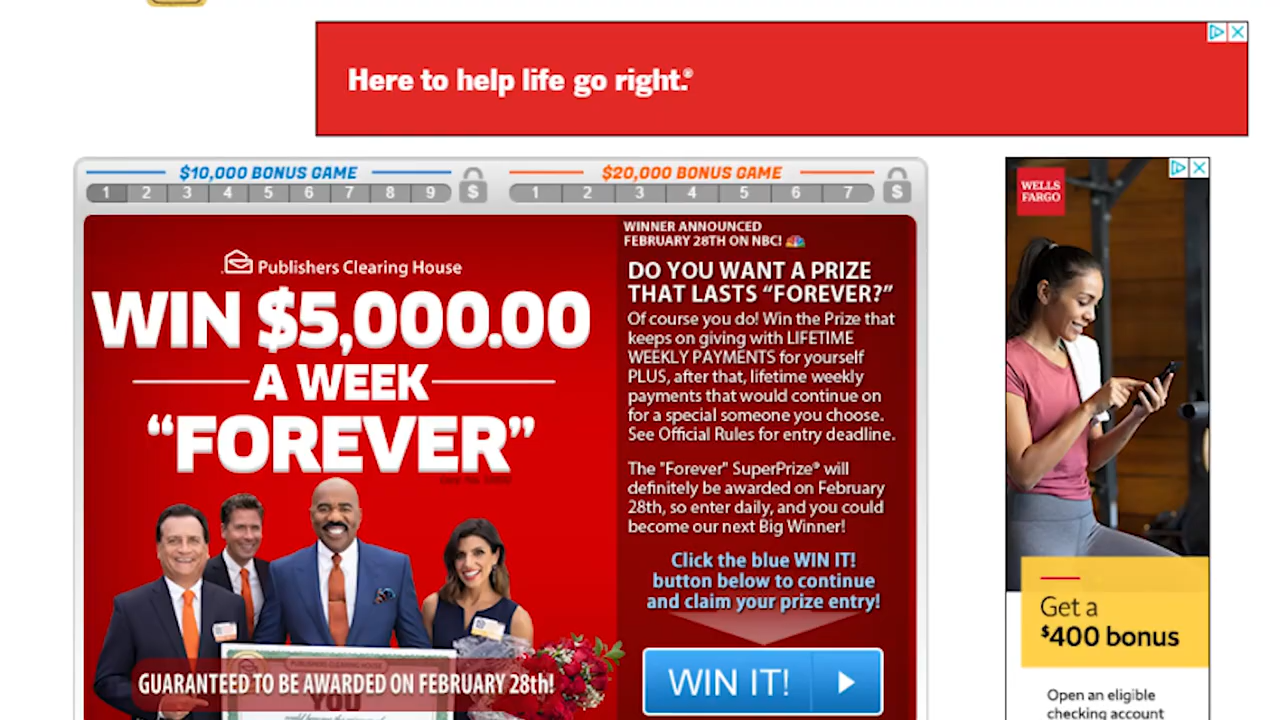 Here to help life go right.®
$10,000 BONUS GAME
1 2 3 4 5 6 7 8 9 $
$20,000 BONUS GAME
1 2 3 4 5 6 7 $
Publishers Clearing House
WIN $5,000.00
A WEEK
“FOREVER”
GUARANTEED TO BE AWARDED ON FEBRUARY 28th!
PUBLISHERS CLEARING HOUSE
YOU
WINNER ANNOUNCED
FEBRUARY 28TH ON NBC!
DO YOU WANT A PRIZE
THAT LASTS “FOREVER?”
Of course you do! Win the Prize that
keeps on giving with LIFETIME
WEEKLY PAYMENTS for yourself
PLUS, after that, lifetime weekly
payments that would continue on
for a special someone you choose.
See Official Rules for entry deadline.
The "Forever" SuperPrize® will
definitely be awarded on February
28th, so enter daily, and you could
become our next Big Winner!
Click the blue WIN IT!
button below to continue
and claim your prize entry!
WIN IT!
WELLS
FARGO
Get a
$400 bonus
Open an eligible
checking account